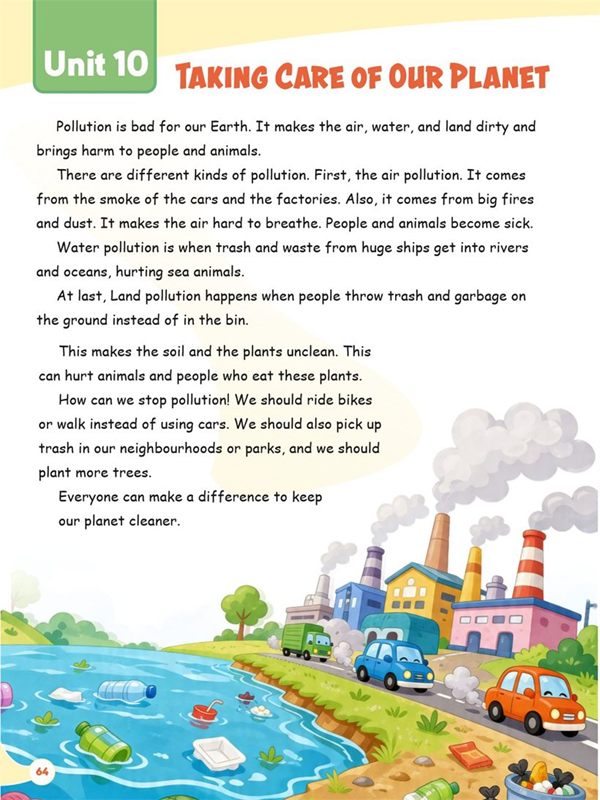 Unit 10
TAKING CARE OF OUR PLANET
Pollution is bad for our Earth. It makes the air, water, and land dirty and
brings harm to people and animals.
There are different kinds of pollution. First, the air pollution. It comes
from the smoke of the cars and the factories. Also, it comes from big fires
and dust. It makes the air hard to breathe. People and animals become sick.
Water pollution is when trash and waste from huge ships get into rivers
and oceans, hurting sea animals.
At last, Land pollution happens when people throw trash and garbage on
the ground instead of in the bin.
This makes the soil and the plants unclean. This
can hurt animals and people who eat these plants.
How can we stop pollution! We should ride bikes
or walk instead of using cars. We should also pick up
trash in our neighbourhoods or parks, and we should
plant more trees.
Everyone can make a difference to keep
our planet cleaner.
64